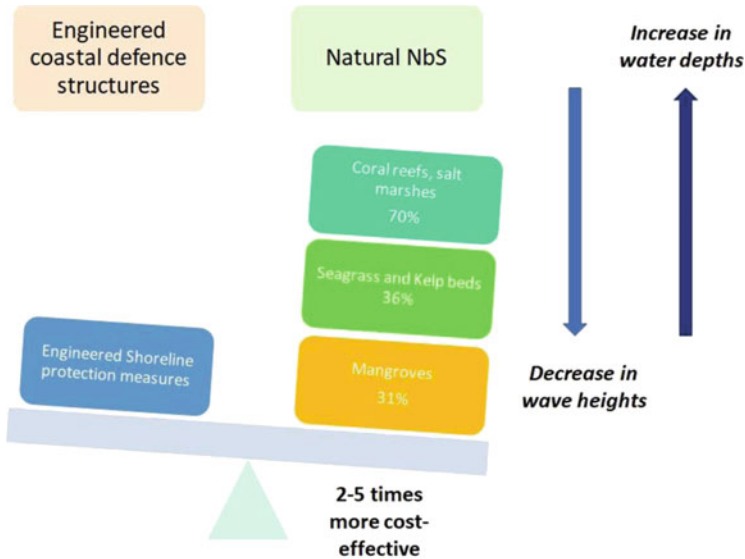 Engineered
coastal defence
structures
Natural NbS
Increase in
water depths
Coral reefs, salt
marshes
70%
Seagrass and Kelp beds
36%
Engineered Shoreline
protection measures
Mangroves
31%
Decrease in
wave heights
2-5 times
more cost-
effective